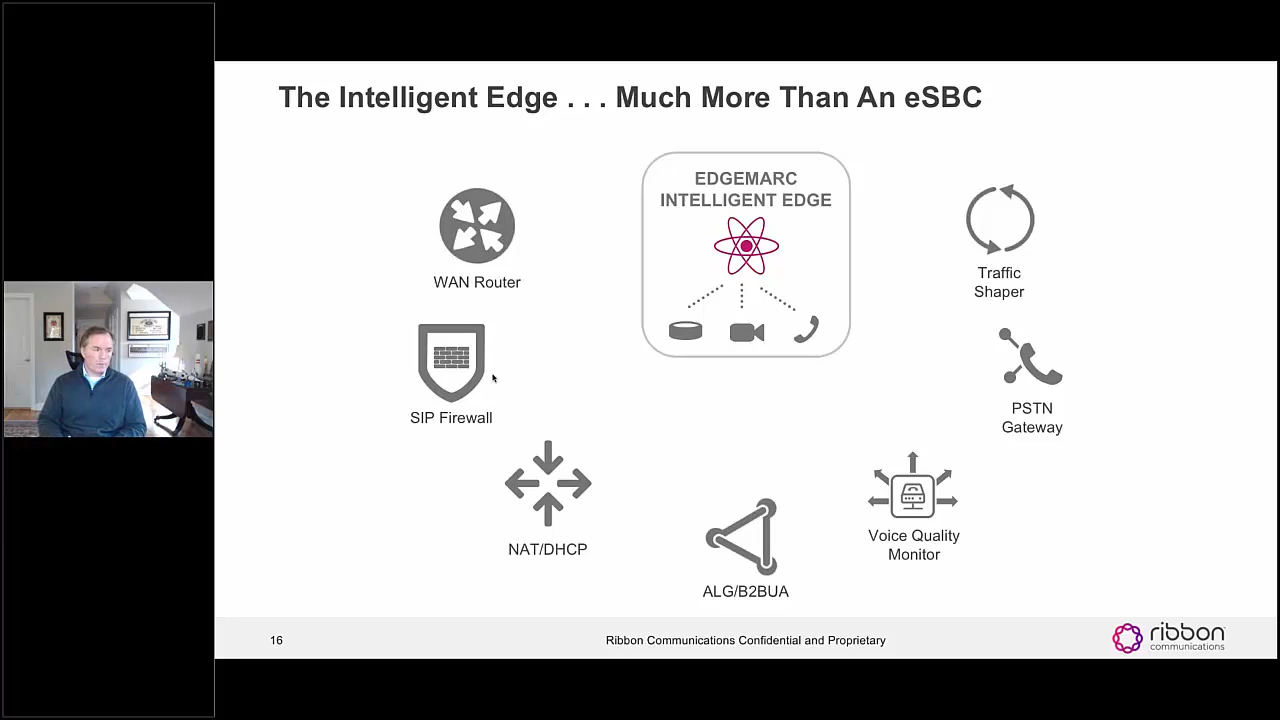 The Intelligent Edge . . . Much More Than An eSBC
EDGEMARC
INTELLIGENT EDGE
WAN Router
Traffic
Shaper
SIP Firewall
PSTN
Gateway
NAT/DHCP
Voice Quality
Monitor
ALG/B2BUA
16
Ribbon Communications Confidential and Proprietary
ribbon
communications